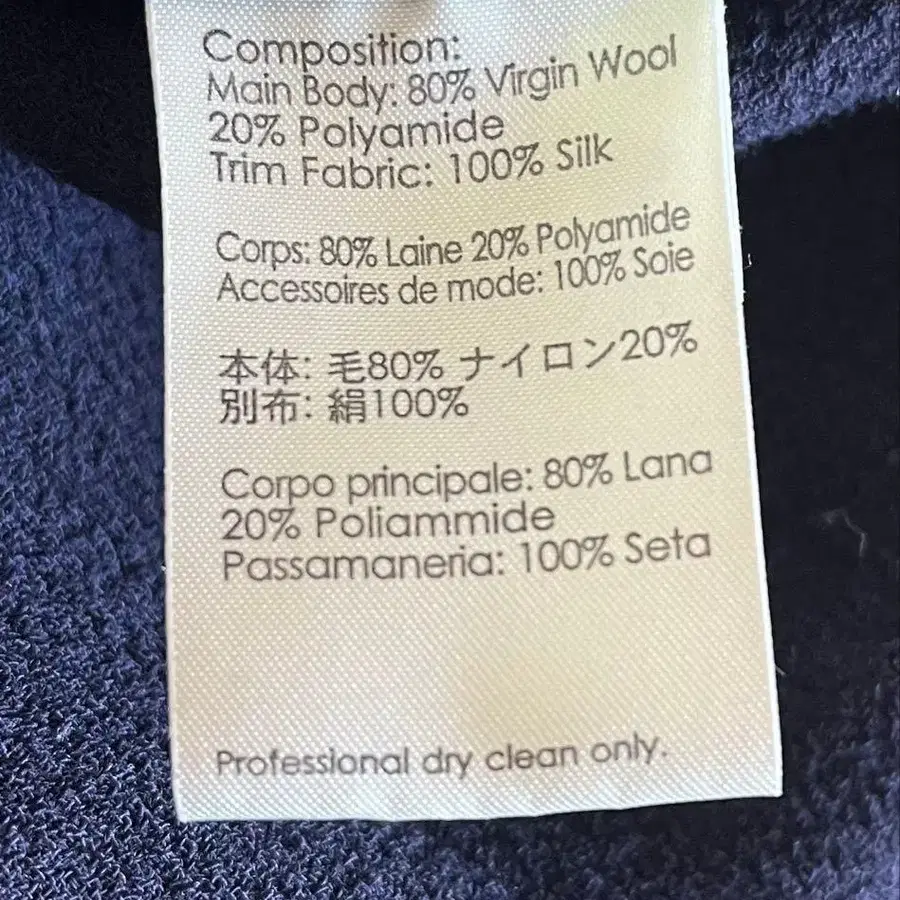 Composition:
Main Body: 80% Virgin Wool
20% Polyamide
Trim Fabric: 100% Silk
Corps: 80% Laine 20% Polyamide
Accessoires de mode: 100% Soie
本体: 毛80% ナイロン20%
別布: 絹100%
Corpo principale: 80% Lana
20% Poliammide
Passamaneria: 100% Seta
Professional dry clean only.